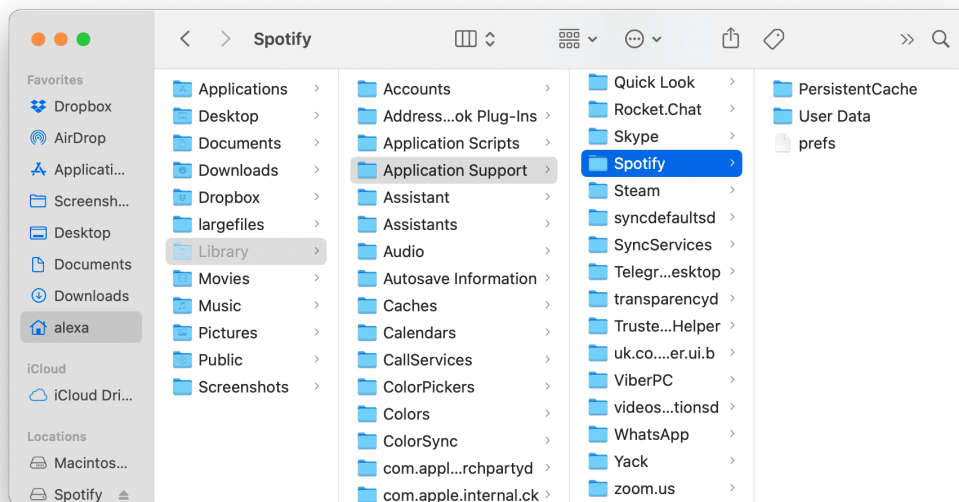 Spotify
Favorites
Dropbox
AirDrop
Applicati...
Screensh...
Desktop
Documents
Downloads
alexa
iCloud
iCloud Dri...
Locations
Macintos...
Spotify
Applications
Desktop
Documents
Downloads
Dropbox
largefiles
Library
Movies
Music
Pictures
Public
Screenshots
Accounts
Address...ok Plug-Ins
Application Scripts
Application Support
Assistant
Assistants
Audio
Autosave Information
Caches
Calendars
CallServices
ColorPickers
Colors
ColorSync
com.appl...rchpartyd
com.apple.internal.ck
Quick Look
Rocket.Chat
Skype
Spotify
Steam
syncdefaultsd
SyncServices
Telegr...esktop
transparencyd
Truste...Helper
uk.co....er.ui.b
ViberPC
videos...tionsd
WhatsApp
Yack
zoom.us
PersistentCache
User Data
prefs